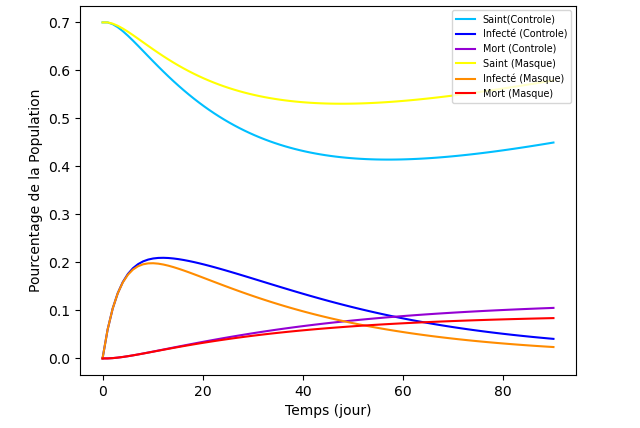 Saint(Controle)
Infecté (Controle)
Mort (Controle)
Saint (Masque)
Infecté (Masque)
Mort (Masque)
Pourcentage de la Population
0.7
0.6
0.5
0.4
0.3
0.2
0.1
0.0
0 20 40 60 80
Temps (jour)